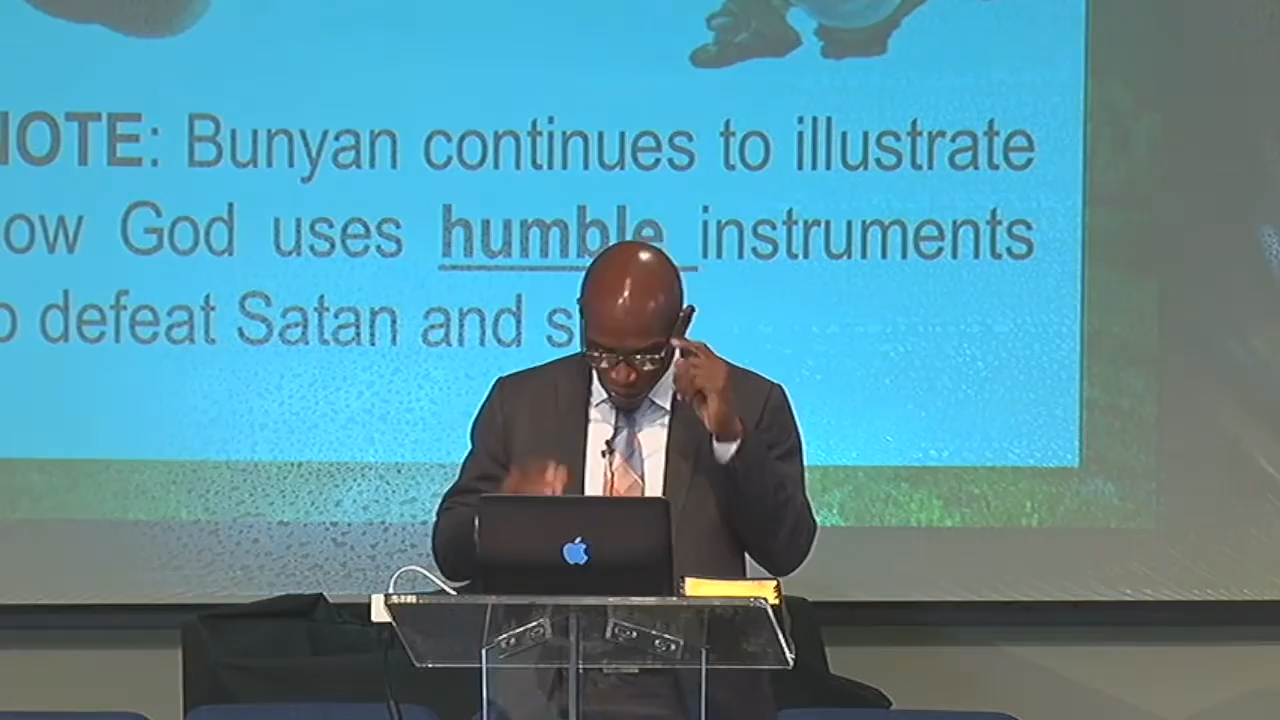 NOTE: Bunyan continues to illustrate
ow God uses humble instruments
o defeat Satan and s